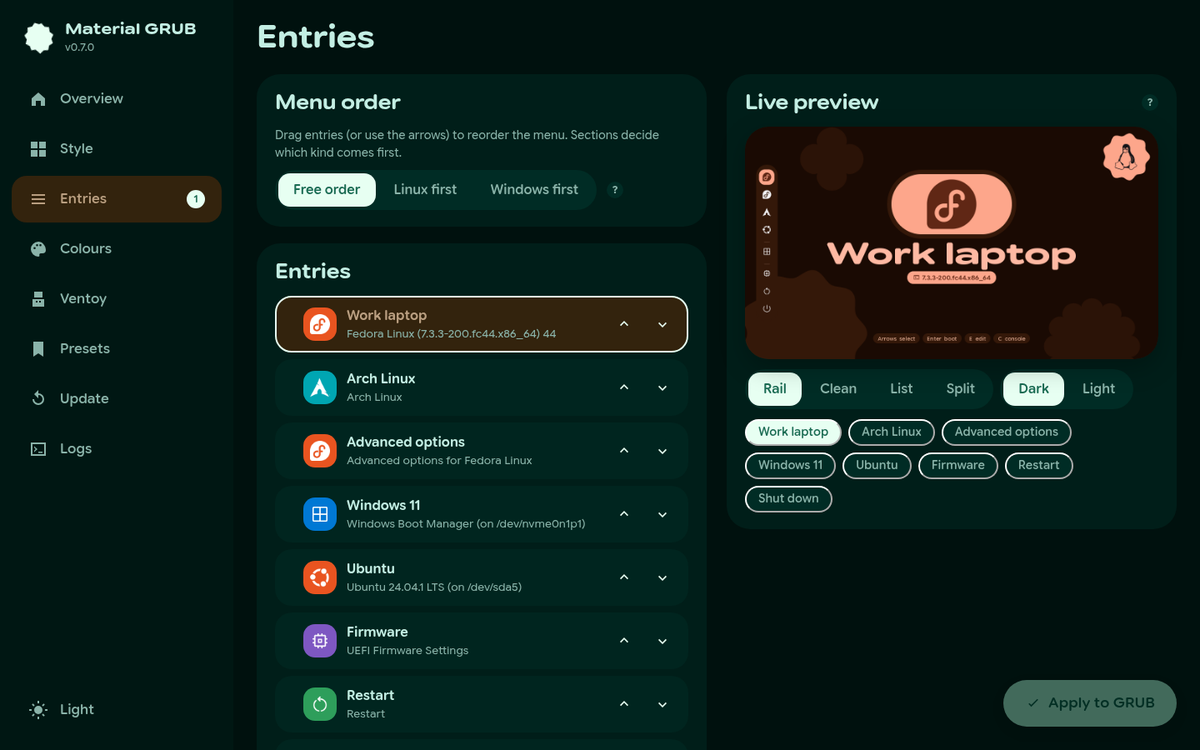 Material GRUB
v0.7.0
Overview
Style
Entries
1
Colours
Ventoy
Presets
Update
Logs
Light
Entries
Menu order
Drag entries (or use the arrows) to reorder the menu. Sections decide
which kind comes first.
Free order
Linux first
Windows first
?
Entries
Work laptop
Fedora Linux (7.3.3-200.fc44.x86_64) 44
Arch Linux
Arch Linux
Advanced options
Advanced options for Fedora Linux
Windows 11
Windows Boot Manager (on /dev/nvme0n1p1)
Ubuntu
Ubuntu 24.04.1 LTS (on /dev/sda5)
Firmware
UEFI Firmware Settings
Restart
Restart
Live preview
?
Work laptop
7.3.3-200.fc44.x86_64
Arrows select
Enter boot
E edit
C console
Rail
Clean
List
Split
Dark
Light
Work laptop
Arch Linux
Advanced options
Windows 11
Ubuntu
Firmware
Restart
Shut down
Apply to GRUB